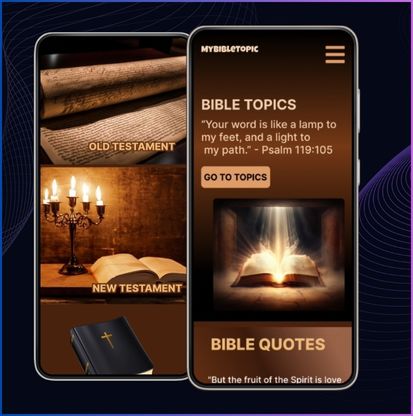 OLD TESTAMENT
NEW TESTAMENT
MYBIBLETOPIC
BIBLE TOPICS
“Your word is like a lamp to
my feet, and a light to
my path.” - Psalm 119:105
GO TO TOPICS
BIBLE QUOTES
"But the fruit of the Spirit is love